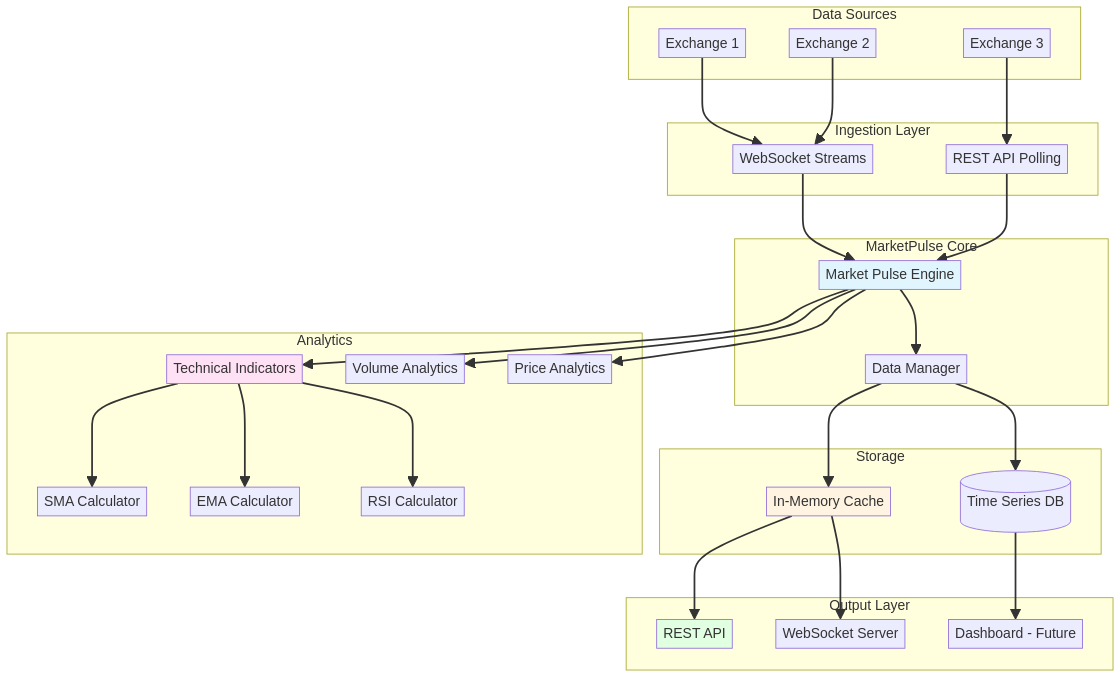 Data Sources
Exchange 1
Exchange 2
Exchange 3
Ingestion Layer
WebSocket Streams
REST API Polling
MarketPulse Core
Market Pulse Engine
Data Manager
Analytics
Technical Indicators
Volume Analytics
Price Analytics
SMA Calculator
EMA Calculator
RSI Calculator
Storage
In-Memory Cache
Time Series DB
Output Layer
REST API
WebSocket Server
Dashboard - Future